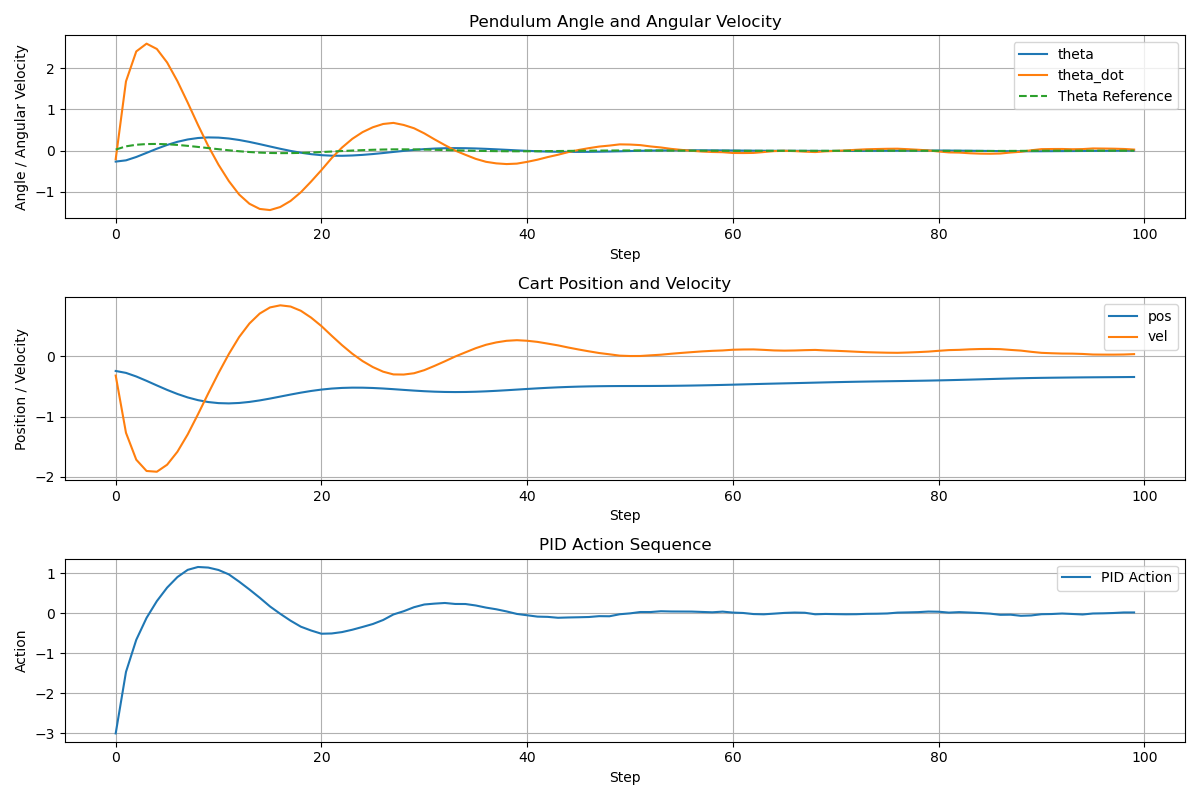 Pendulum Angle and Angular Velocity
Angle / Angular Velocity
2
1
0
−1
theta
theta_dot
Theta Reference
0
20
40
60
80
100
Step
Cart Position and Velocity
Position / Velocity
0
−1
−2
pos
vel
0
20
40
60
80
100
Step
PID Action Sequence
Action
1
0
−1
−2
−3
PID Action
0
20
40
60
80
100
Step